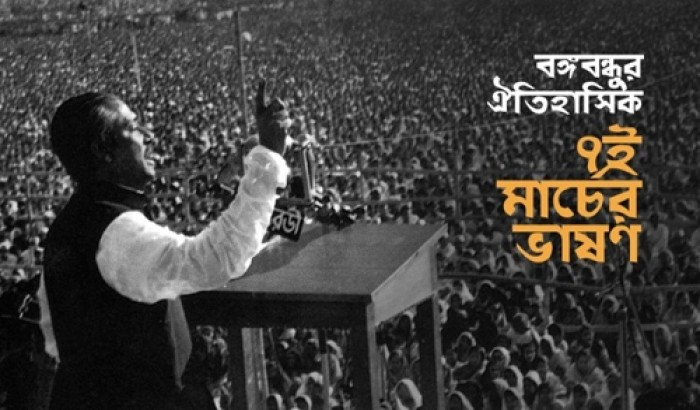 বঙ্গবন্ধুর
ঐতিহাসিক
৭ই
মার্চের
ভাষণ
রেডী